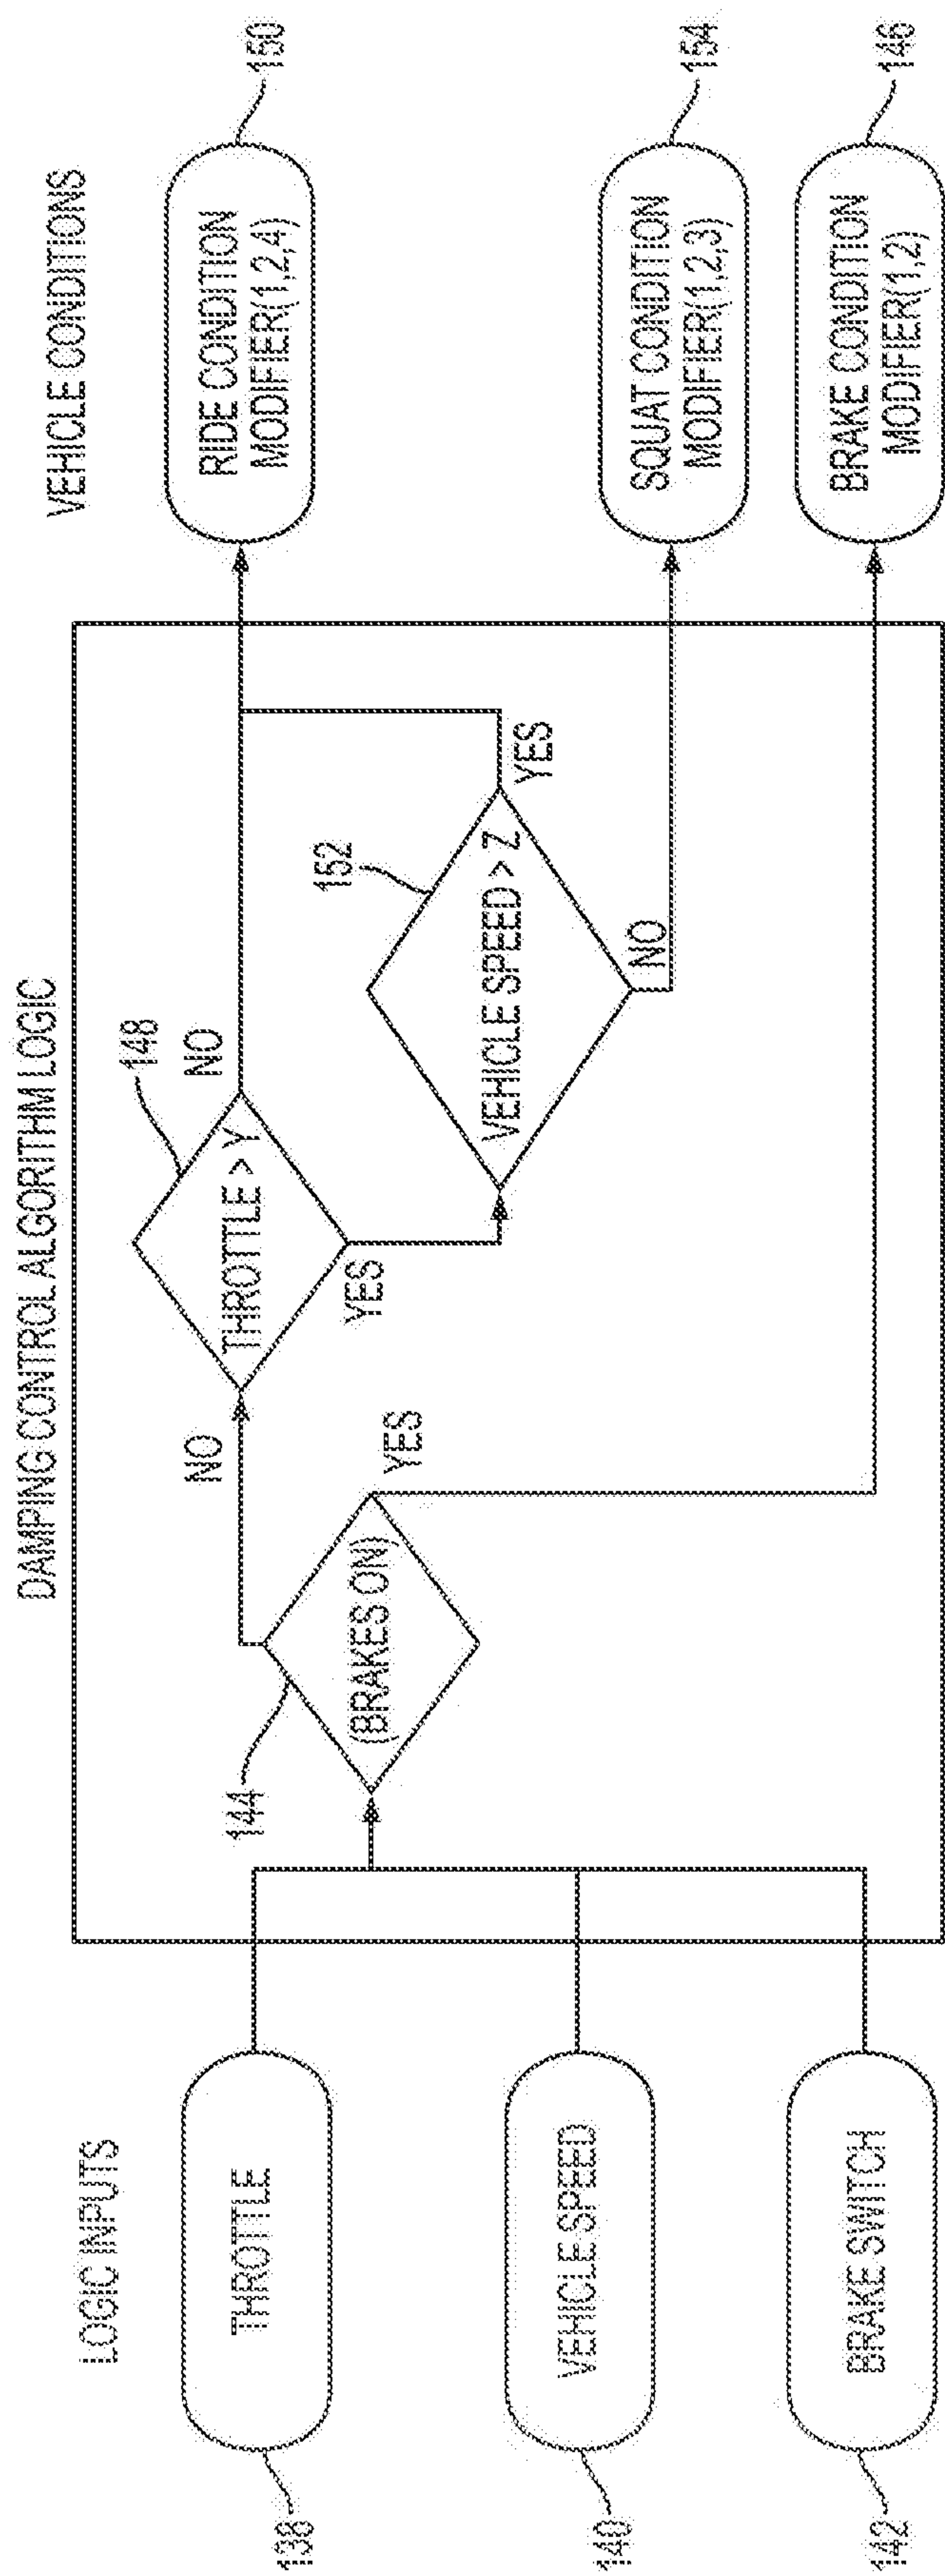 DAMPING CONTROL ALGORITHM LOGIC
LOGIC INPUTS
VEHICLE CONDITIONS
138
THROTTLE
140
VEHICLE SPEED
142
BRAKE SWITCH
144
(BRAKES ON)
NO
YES
148
THROTTLE > Y
NO
YES
152
VEHICLE SPEED > Z
YES
NO
RIDE CONDITION
MODIFIER(1,2,4)
150
SQUAT CONDITION
MODIFIER(1,2,3)
154
BRAKE CONDITION
MODIFIER(1,2)
146